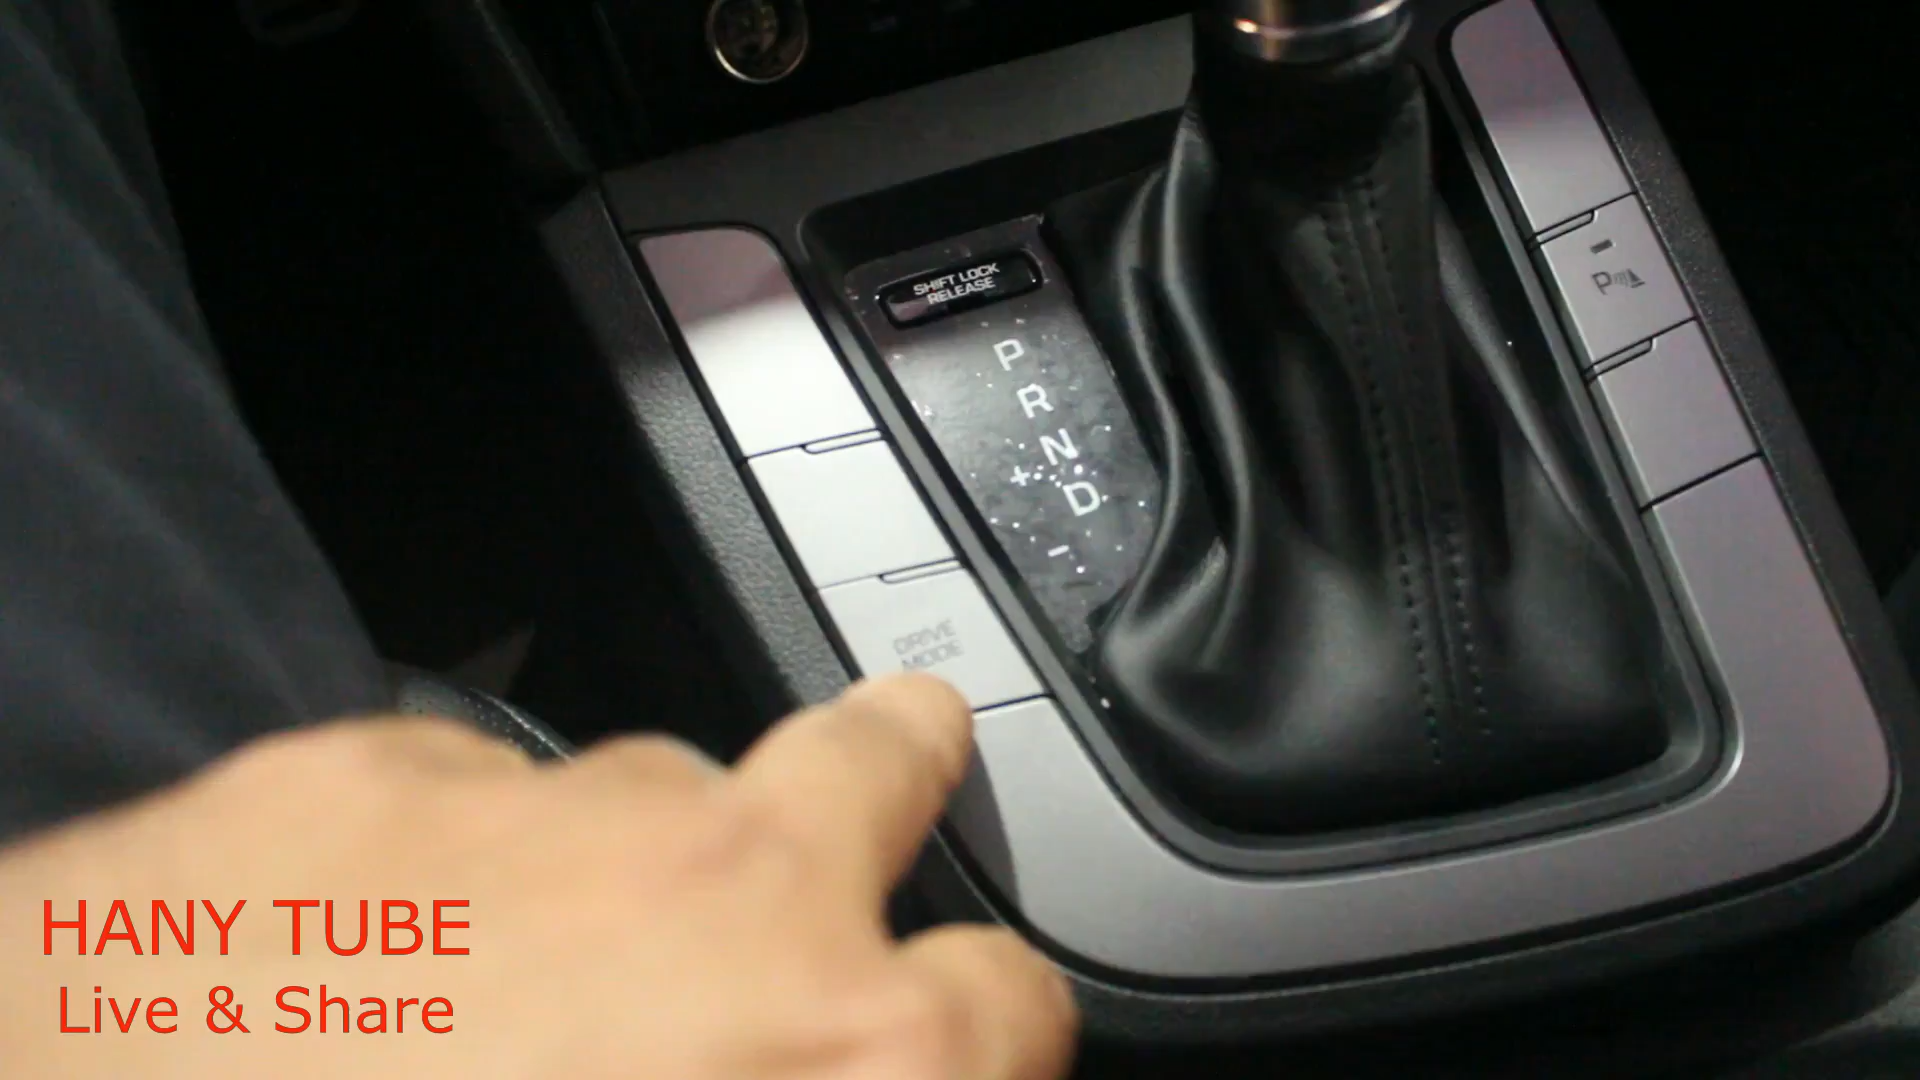 SHIFT LOCK
RELEASE
P
R
N
+
D
-
P
DRIVE
MODE
HANY TUBE
Live & Share